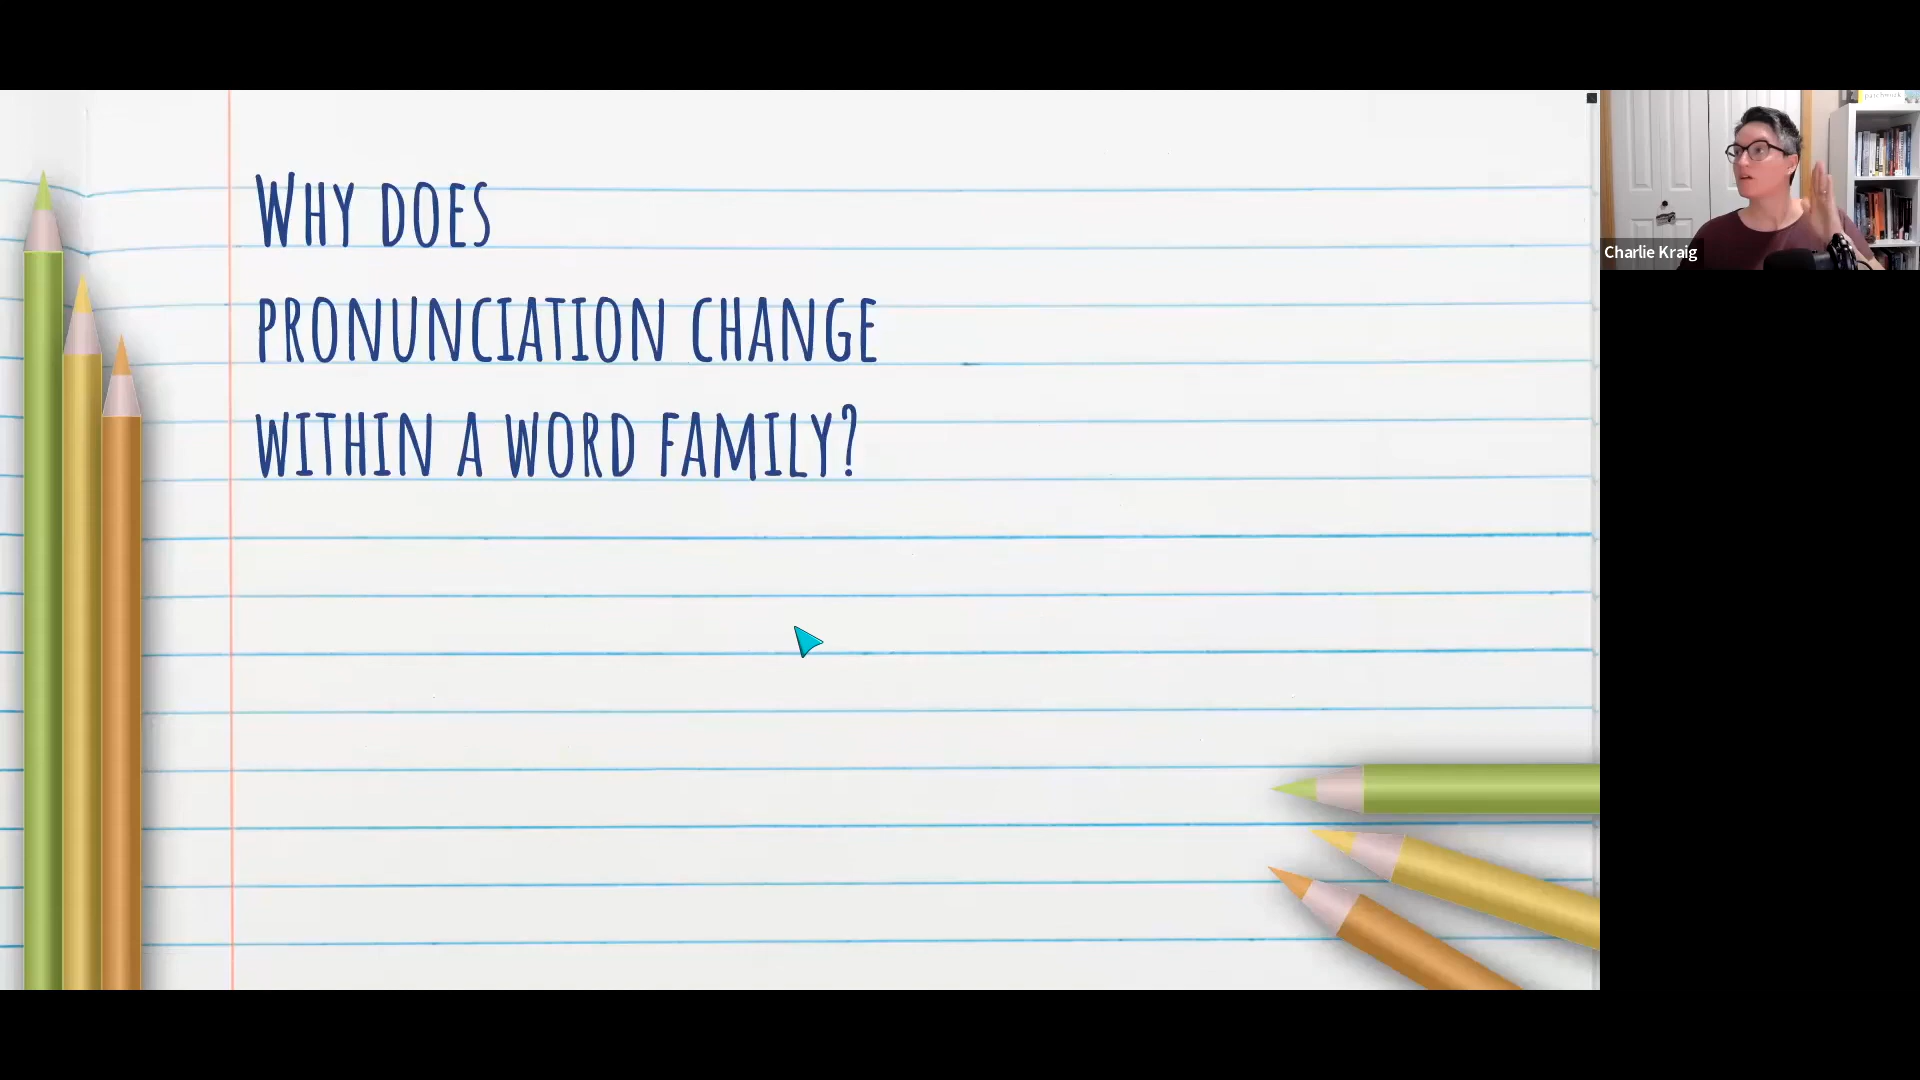 WHY DOES
PRONUNCIATION CHANGE
WITHIN A WORD FAMILY?
Charlie Kraig